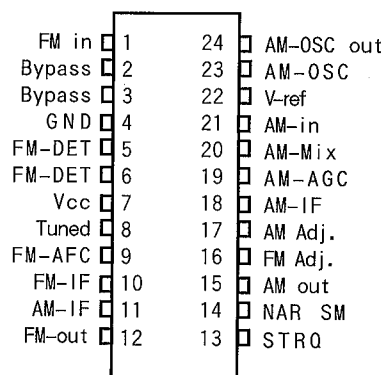 FM in 1 24 AM-OSC out
Bypass 2 23 AM-OSC
Bypass 3 22 V-ref
GND 4 21 AM-in
FM-DET 5 20 AM-Mix
FM-DET 6 19 AM-AGC
Vcc 7 18 AM-IF
Tuned 8 17 AM Adj.
FM-AFC 9 16 FM Adj.
FM-IF 10 15 AM out
AM-IF 11 14 NAR SM
FM-out 12 13 STRQ